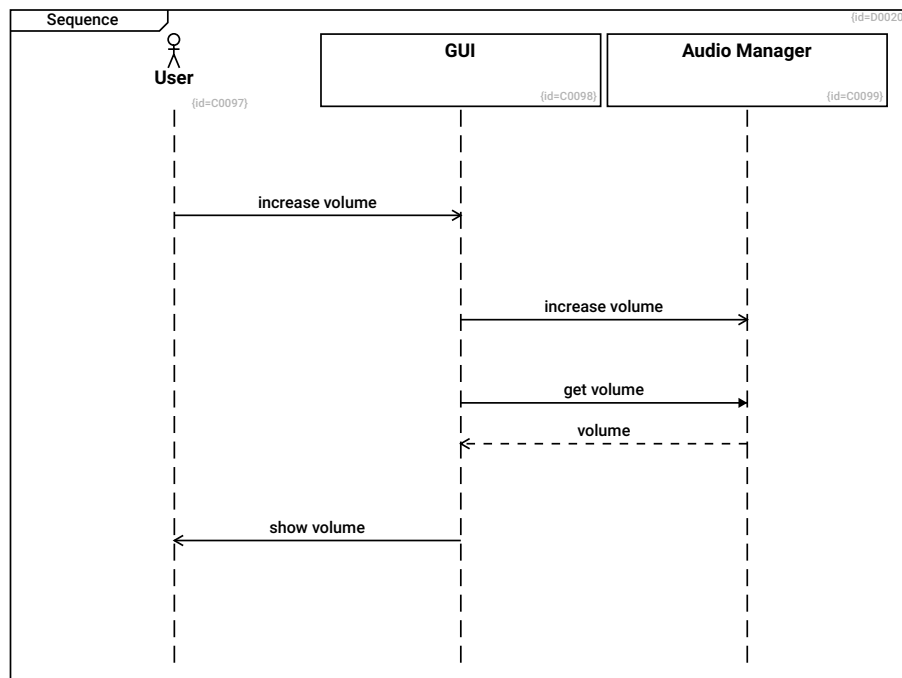 Sequence
{id=D0020
User
{id=C0097}
GUI
{id=C0098}
Audio Manager
{id=C0099}
increase volume
increase volume
get volume
volume
show volume